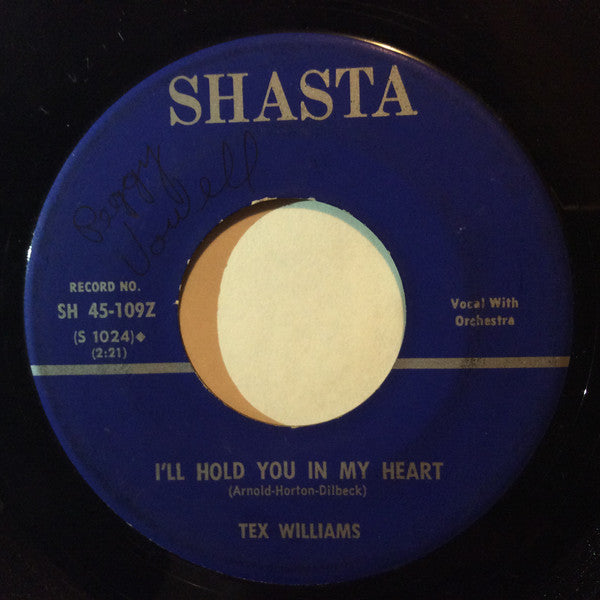 SHASTA
Peggy
Vowell
RECORD NO.
SH 45-109Z
(S 1024)◆
(2:21)
Vocal With
Orchestra
I'LL HOLD YOU IN MY HEART
(Arnold-Horton-Dilbeck)
TEX WILLIAMS